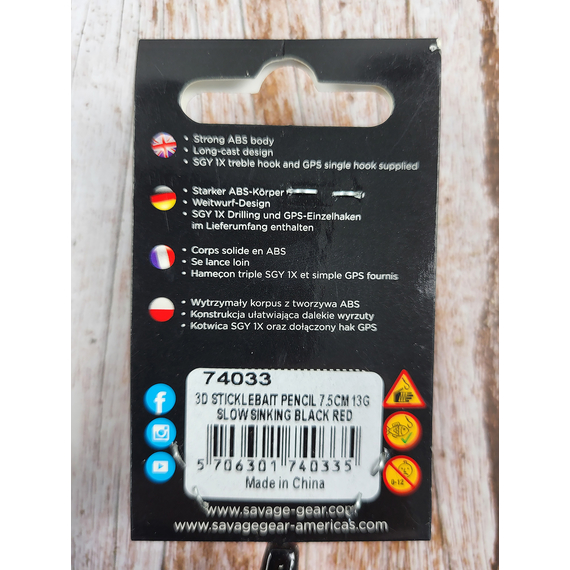 • Strong ABS body
• Long-cast design
• SGY 1X treble hook and GPS single hook supplied
• Starker ABS-Körper
• Weitwurf-Design
• SGY 1X Drilling und GPS-Einzelhaken
im Lieferumfang enthalten
• Corps solide en ABS
• Se lance loin
• Hameçon triple SGY 1X et simple GPS fournis
• Wytrzymały korpus z tworzywa ABS
• Konstrukcja ułatwiająca dalekie wyrzuty
• Kotwica SGY 1X oraz dołączony hak GPS
74033
3D STICKLEBAIT PENCIL 7.5CM 13G
SLOW SINKING BLACK RED
5 706301 740335
Made in China
0-12
www.savage-gear.com
www.savagegear-americas.com